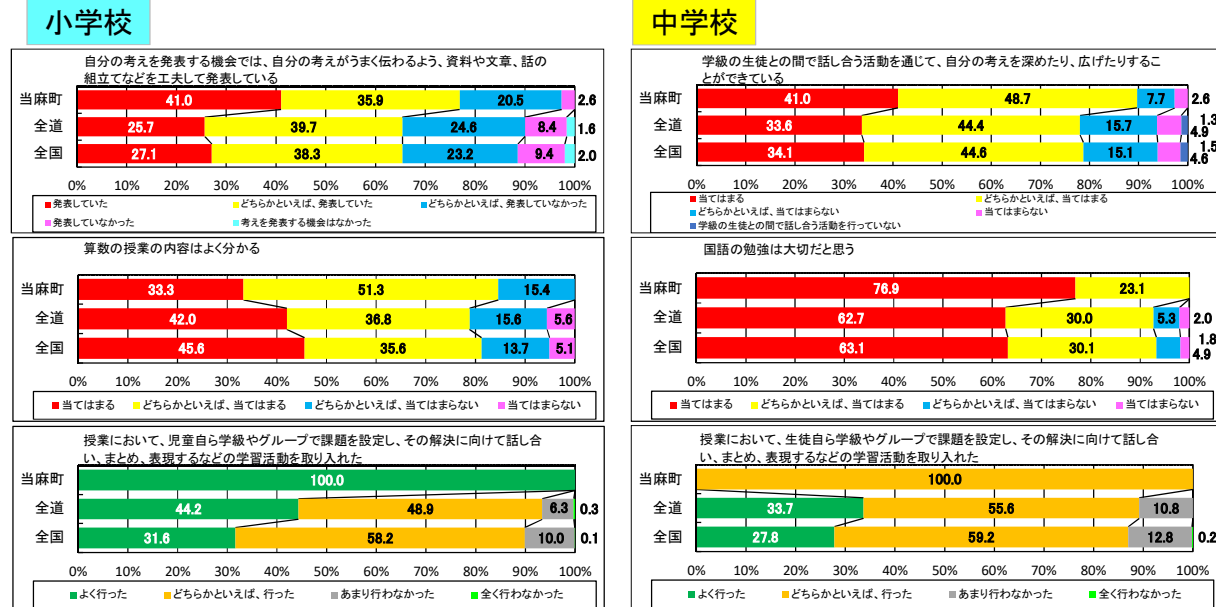 小学校
自分の考えを発表する機会では、自分の考えがうまく伝わるよう、資料や文章、話の
組立てなどを工夫して発表している
当麻町 41.0 35.9 20.5 2.6
全道 25.7 39.7 24.6 8.4 1.6
全国 27.1 38.3 23.2 9.4 2.0
0% 10% 20% 30% 40% 50% 60% 70% 80% 90% 100%
■発表していた ■どちらかといえば、発表していた ■どちらかといえば、発表していなかった
■発表していなかった ■考えを発表する機会はなかった
算数の授業の内容はよく分かる
当麻町 33.3 51.3 15.4
全道 42.0 36.8 15.6 5.6
全国 45.6 35.6 13.7 5.1
0% 10% 20% 30% 40% 50% 60% 70% 80% 90% 100%
■当てはまる ■どちらかといえば、当てはまる ■どちらかといえば、当てはまらない ■当てはまらない
授業において、児童自ら学級やグループで課題を設定し、その解決に向けて話し合
い、まとめ、表現するなどの学習活動を取り入れた
当麻町 100.0
全道 44.2 48.9 6.3 0.3
全国 31.6 58.2 10.0 0.1
0% 10% 20% 30% 40% 50% 60% 70% 80% 90% 100%
■よく行った ■どちらかといえば、行った ■あまり行わなかった ■全く行わなかった
中学校
学級の生徒との間で話し合う活動を通じて、自分の考えを深めたり、広げたりするこ
とができている
当麻町 41.0 48.7 7.7 2.6
全道 33.6 44.4 15.7 4.9 1.3
全国 34.1 44.6 15.1 4.6 1.5
0% 10% 20% 30% 40% 50% 60% 70% 80% 90% 100%
■当てはまる ■どちらかといえば、当てはまる
■どちらかといえば、当てはまらない ■当てはまらない
■学級の生徒との間で話し合う活動を行っていない
国語の勉強は大切だと思う
当麻町 76.9 23.1
全道 62.7 30.0 5.3 2.0
全国 63.1 30.1 4.9 1.8
0% 10% 20% 30% 40% 50% 60% 70% 80% 90% 100%
■当てはまる ■どちらかといえば、当てはまる ■どちらかといえば、当てはまらない ■当てはまらない
授業において、生徒自ら学級やグループで課題を設定し、その解決に向けて話し合
い、まとめ、表現するなどの学習活動を取り入れた
当麻町 100.0
全道 33.7 55.6 10.8
全国 27.8 59.2 12.8 0.2
0% 10% 20% 30% 40% 50% 60% 70% 80% 90% 100%
■よく行った ■どちらかといえば、行った ■あまり行わなかった ■全く行わなかった